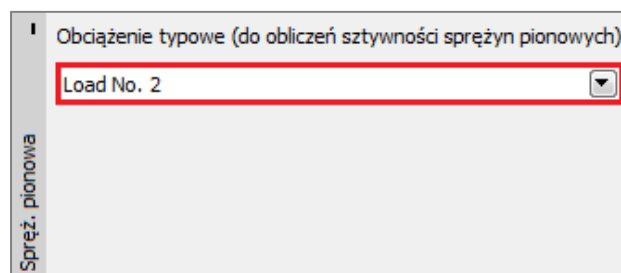 Obciążenie typowe (do obliczeń sztywności sprężyn pionowych)
Load No. 2
Spręż. pionowa